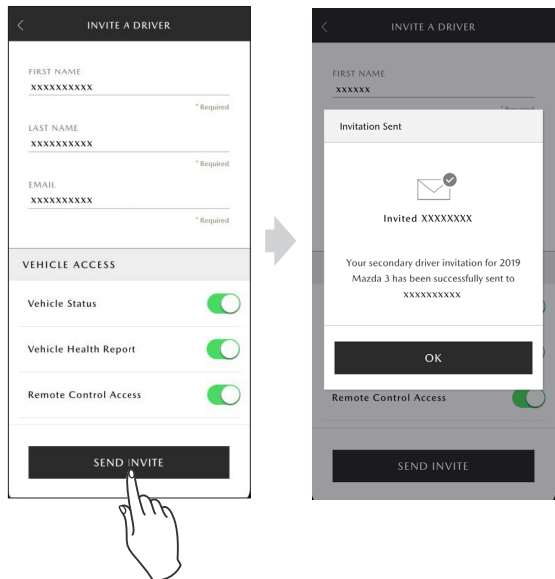 INVITE A DRIVER
FIRST NAME
XXXXXXXXXX
* Required
LAST NAME
XXXXXXXXXX
* Required
EMAIL
XXXXXXXXXX
* Required
VEHICLE ACCESS
Vehicle Status
Vehicle Health Report
Remote Control Access
SEND INVITE
INVITE A DRIVER
FIRST NAME
XXXXXX
* Required
Invitation Sent
Invited XXXXXXXX
Your secondary driver invitation for 2019
Mazda 3 has been successfully sent to
XXXXXXXXXX
OK
Remote Control Access
SEND INVITE